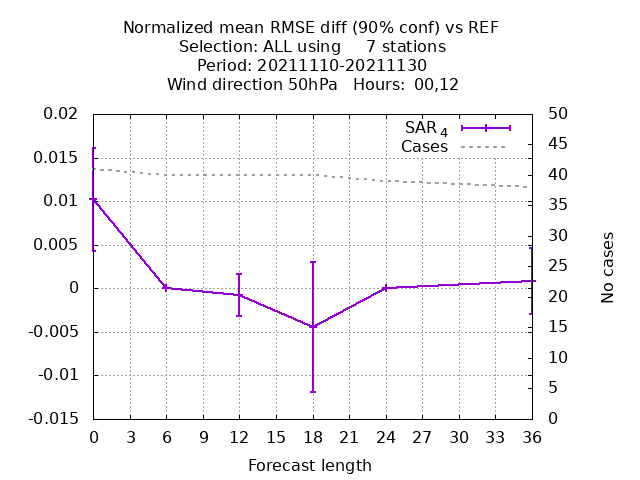 Normalized mean RMSE diff (90% conf) vs REF
Selection: ALL using 7 stations
Period: 20211110-20211130
Wind direction 50hPa Hours: 00,12
0.02
0.015
0.01
0.005
0
-0.005
-0.01
-0.015
SAR 4
Cases
50
45
40
35
30
25
20
15
10
5
0
No cases
0 3 6 9 12 15 18 21 24 27 30 33 36
Forecast length